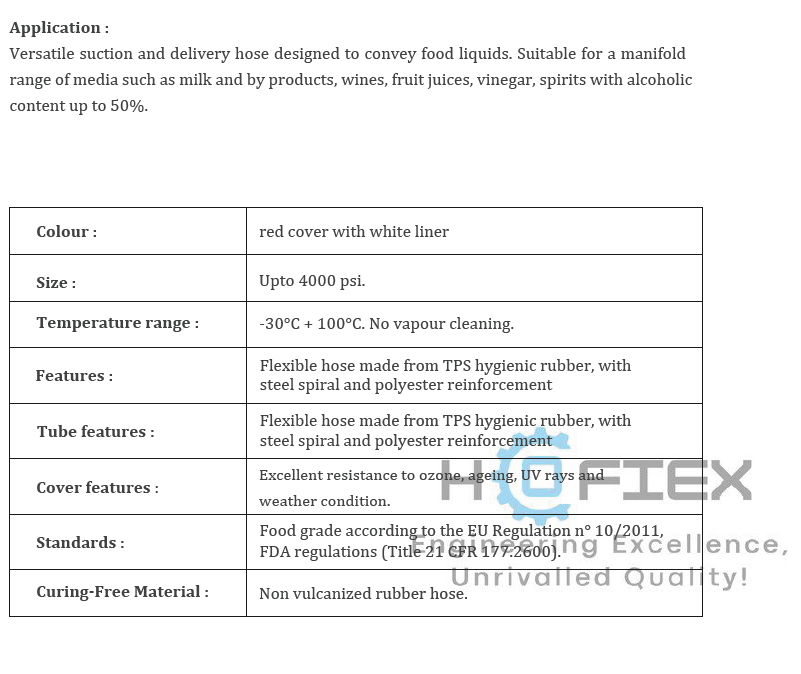 Application :
Versatile suction and delivery hose designed to convey food liquids. Suitable for a manifold
range of media such as milk and by products, wines, fruit juices, vinegar, spirits with alcoholic
content up to 50%.
Colour :
red cover with white liner
Size :
Upto 4000 psi.
Temperature range :
-30°C + 100°C. No vapour cleaning.
Features :
Flexible hose made from TPS hygienic rubber, with
steel spiral and polyester reinforcement
Tube features :
Flexible hose made from TPS hygienic rubber, with
steel spiral and polyester reinforcement
Cover features :
Excellent resistance to ozone, ageing, UV rays and
weather condition.
Standards :
Food grade according to the EU Regulation n° 10/2011,
FDA regulations (Title 21 CFR 177.2600).
Curing-Free Material :
Non vulcanized rubber hose.
HOFIEX
Engineering Excellence,
Unrivalled Quality!